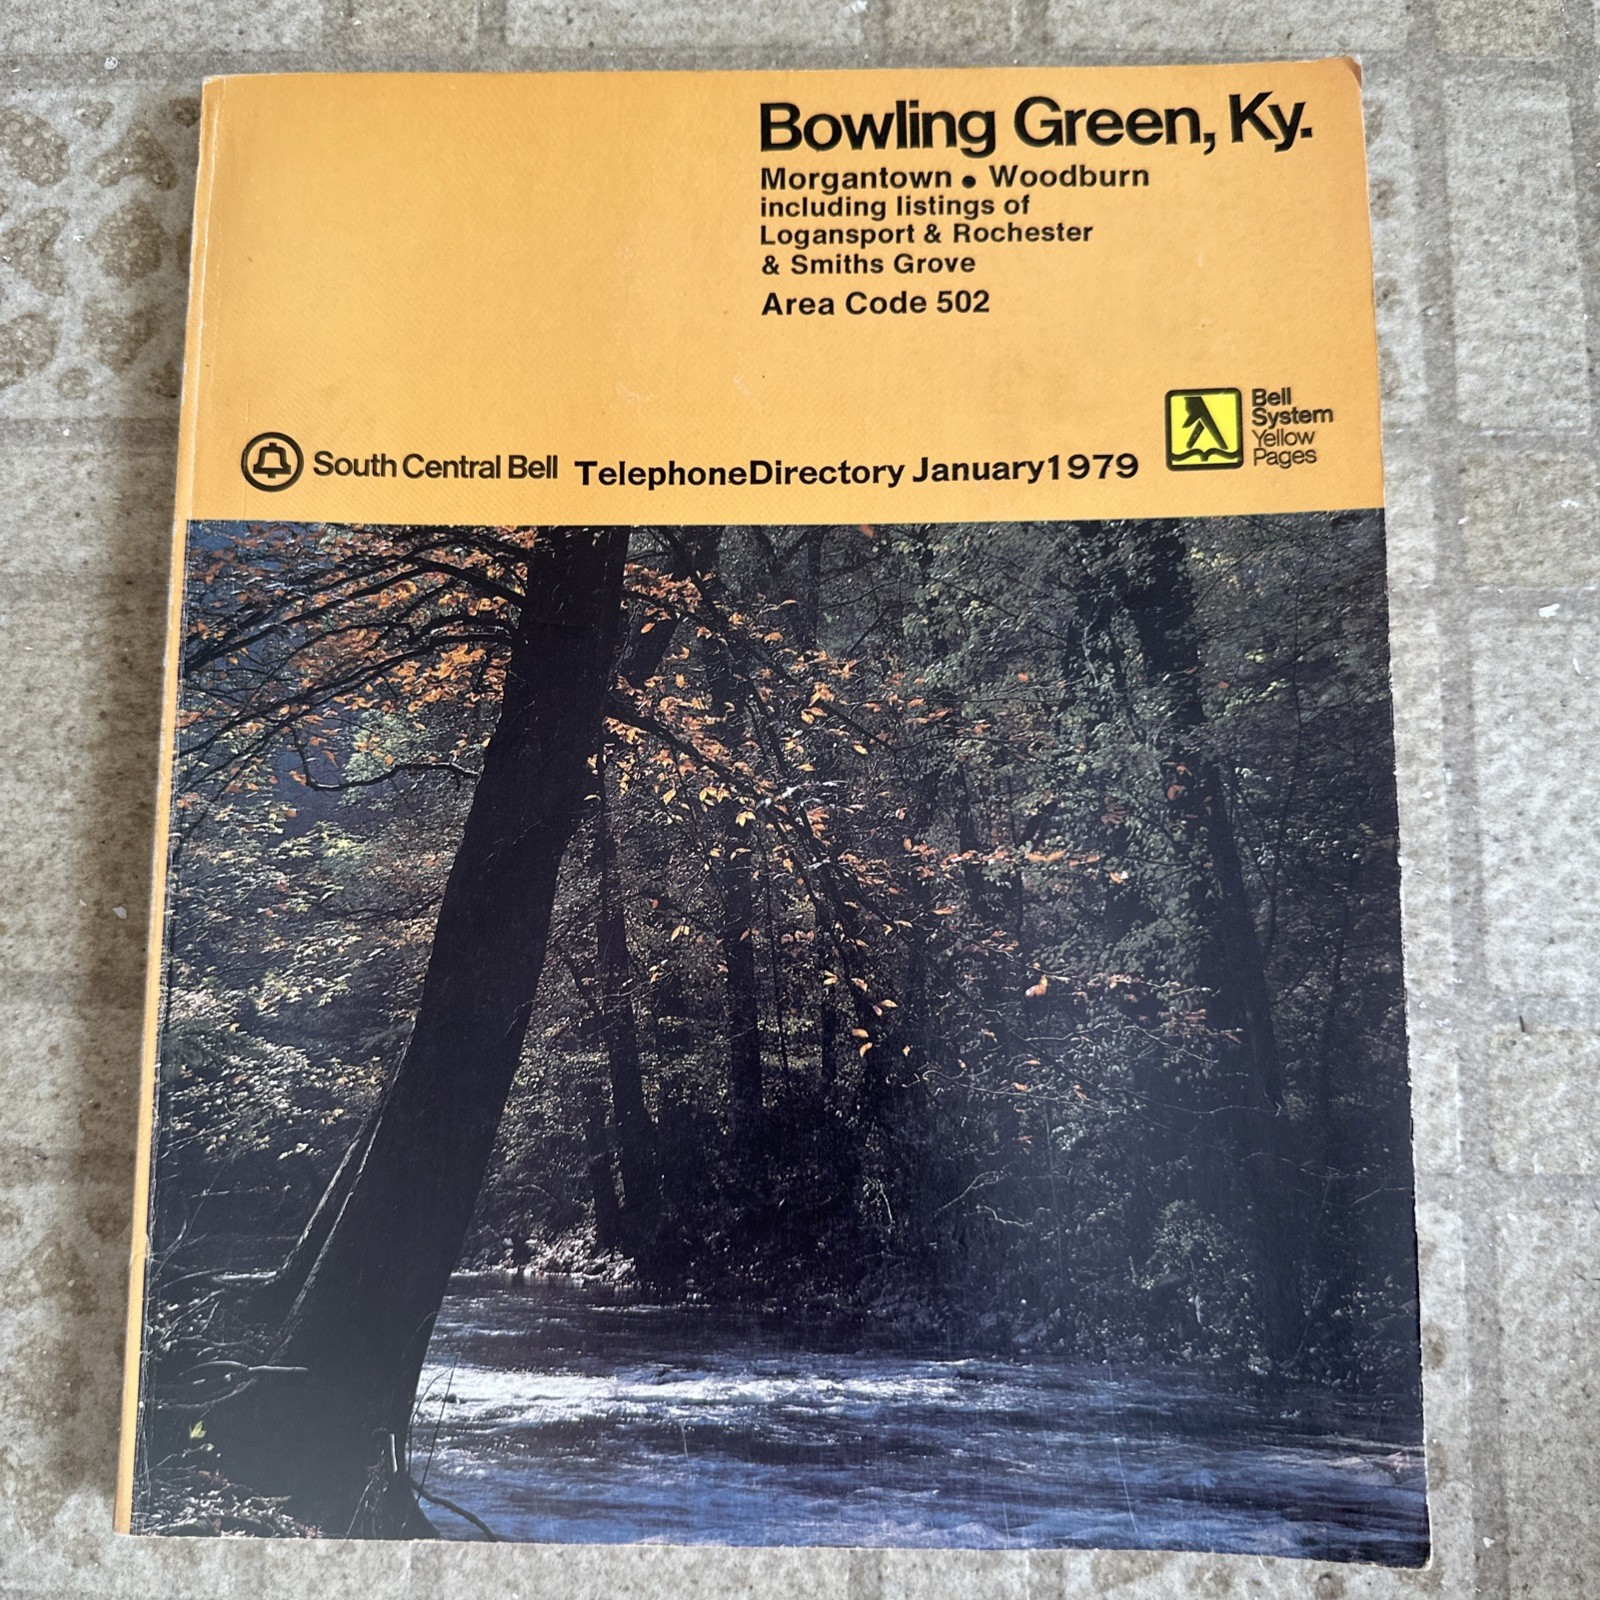 Bowling Green, Ky.
Morgantown • Woodburn
including listings of
Logansport & Rochester
& Smiths Grove
Area Code 502
South Central Bell TelephoneDirectory January1979
Bell
System
Yellow
Pages